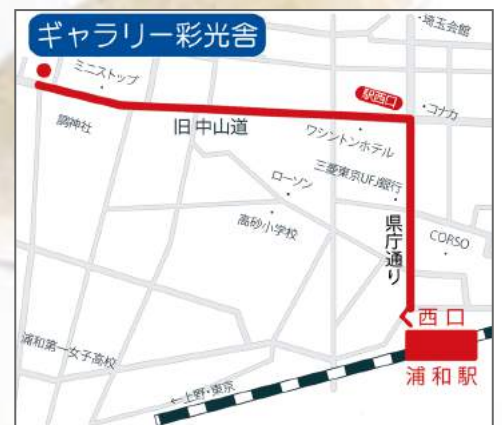 ギャラリー彩光舎
・埼玉会館
ミニストップ
駅西口
・コナカ
調神社
旧中山道
ワシントンホテル
三菱東京UFJ銀行
ローソン
高砂小学校
県庁通り
CORSO
西口
浦和第一女子高校
浦和駅
←上野・東京